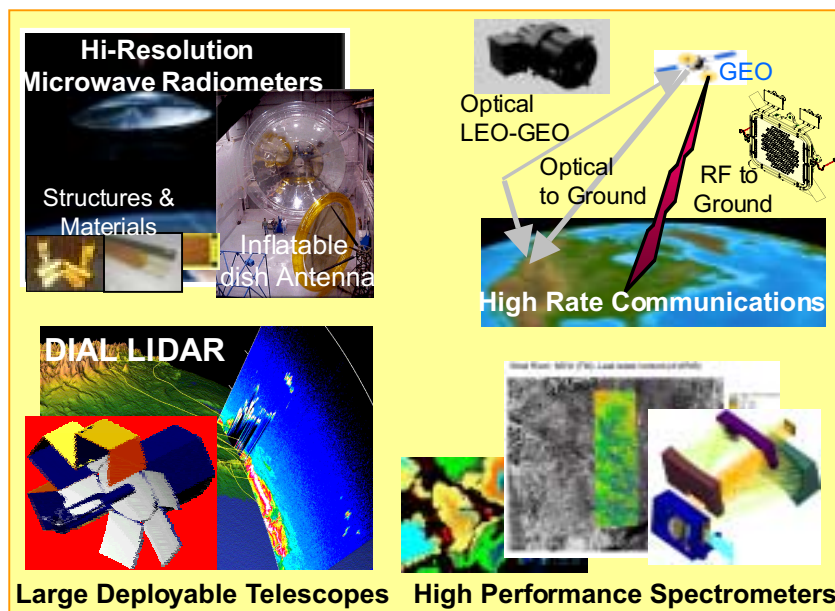 Hi-Resolution
Microwave Radiometers
Structures &
Materials
Inflatable
dish Antenna
GEO
Optical
LEO-GEO
Optical
to Ground
RF to
Ground
High Rate Communications
DIAL LIDAR
Large Deployable Telescopes
High Performance Spectrometers